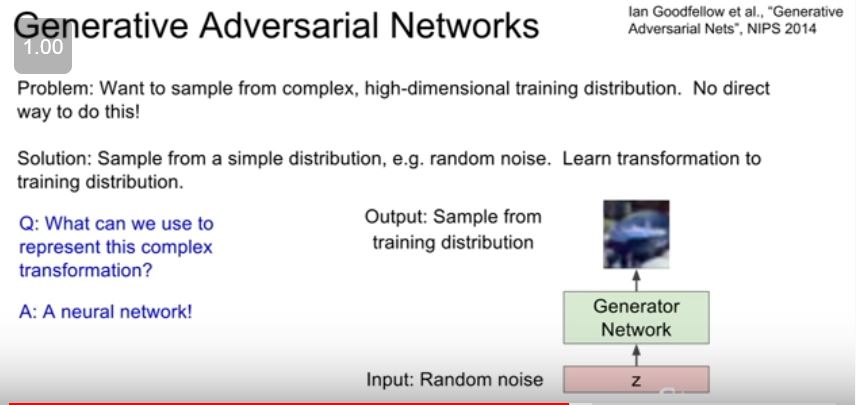 Generative Adversarial Networks
Ian Goodfellow et al., "Generative
Adversarial Nets", NIPS 2014
1.00
Problem: Want to sample from complex, high-dimensional training distribution. No direct
way to do this!
Solution: Sample from a simple distribution, e.g. random noise. Learn transformation to
training distribution.
Q: What can we use to
represent this complex
transformation?
A: A neural network!
Output: Sample from
training distribution
Generator
Network
Input: Random noise
z